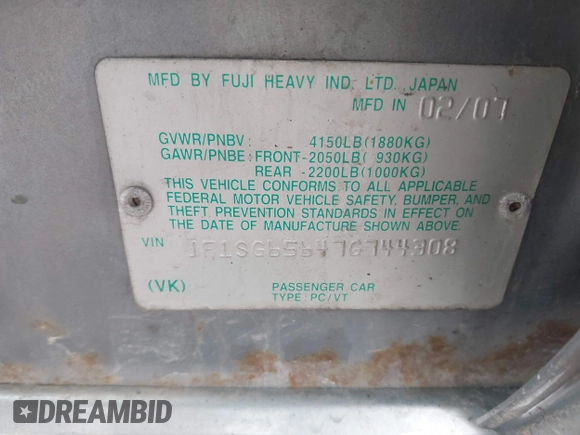 MFD BY FUJI HEAVY IND. LTD. JAPAN
MFD IN 02/07
GVWR/PNBV: 4150LB(1880KG)
GAWR/PNBE: FRONT-2050LB( 930KG)
REAR -2200LB(1000KG)
THIS VEHICLE CONFORMS TO ALL APPLICABLE
FEDERAL MOTOR VEHICLE SAFETY, BUMPER, AND
THEFT PREVENTION STANDARDS IN EFFECT ON
THE DATE OF MANUFACTURE SHOWN ABOVE.
VIN JF1SG65647G744308
(VK) PASSENGER CAR
TYPE: PC/VT
DREAMBID